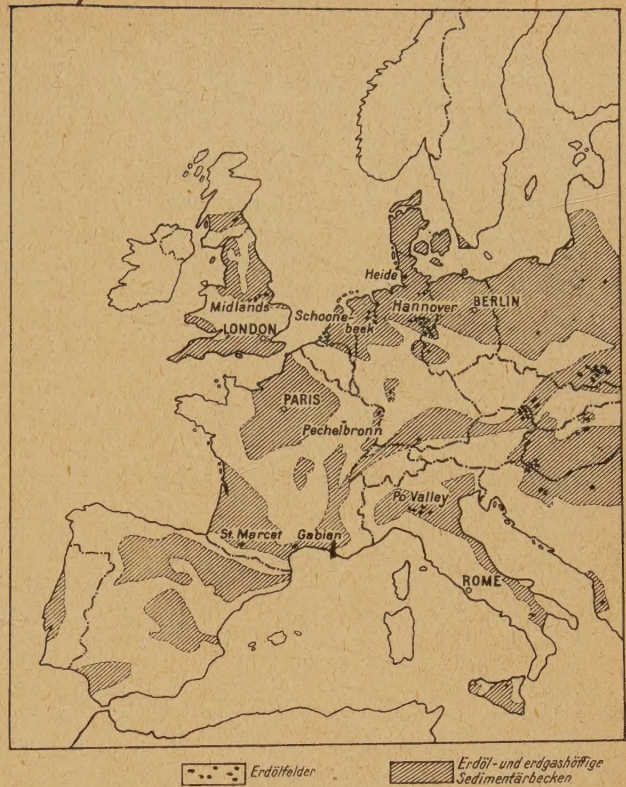 Heide
Midlands
Schoone-
beek
Hannover
BERLIN
LONDON
PARIS
Pechelbronn
Po Valley
St. Marcet
Gabian
ROME
Erdölfelder
Erdöl- und erdgashöffige
Sedimentärbecken